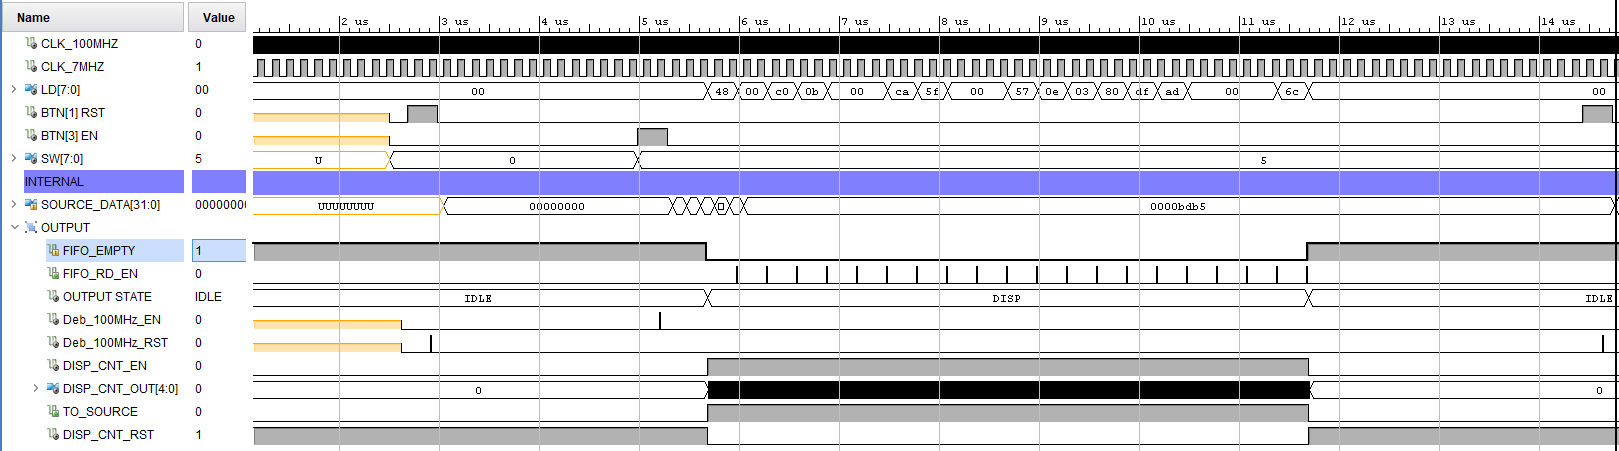 Name Value 2 us 3 us 4 us 5 us 6 us 7 us 8 us 9 us 10 us 11 us 12 us 13 us 14 us
CLK_100MHZ 0
CLK_7MHZ 1
LD[7:0] 00 00 48 00 c0 0b 00 ca 5f 00 57 0e 03 80 df ad 00 6c 00
BTN[1] RST 0
BTN[3] EN 0
SW[7:0] 5 U 0 5
INTERNAL
SOURCE_DATA[31:0] 00000000 UUUUUUUU 00000000 0000bdb5
OUTPUT
FIFO_EMPTY 1
FIFO_RD_EN 0
OUTPUT STATE IDLE IDLE DISP IDLE
Deb_100MHz_EN 0
Deb_100MHz_RST 0
DISP_CNT_EN 0
DISP_CNT_OUT[4:0] 0 0 0
TO_SOURCE 0
DISP_CNT_RST 1